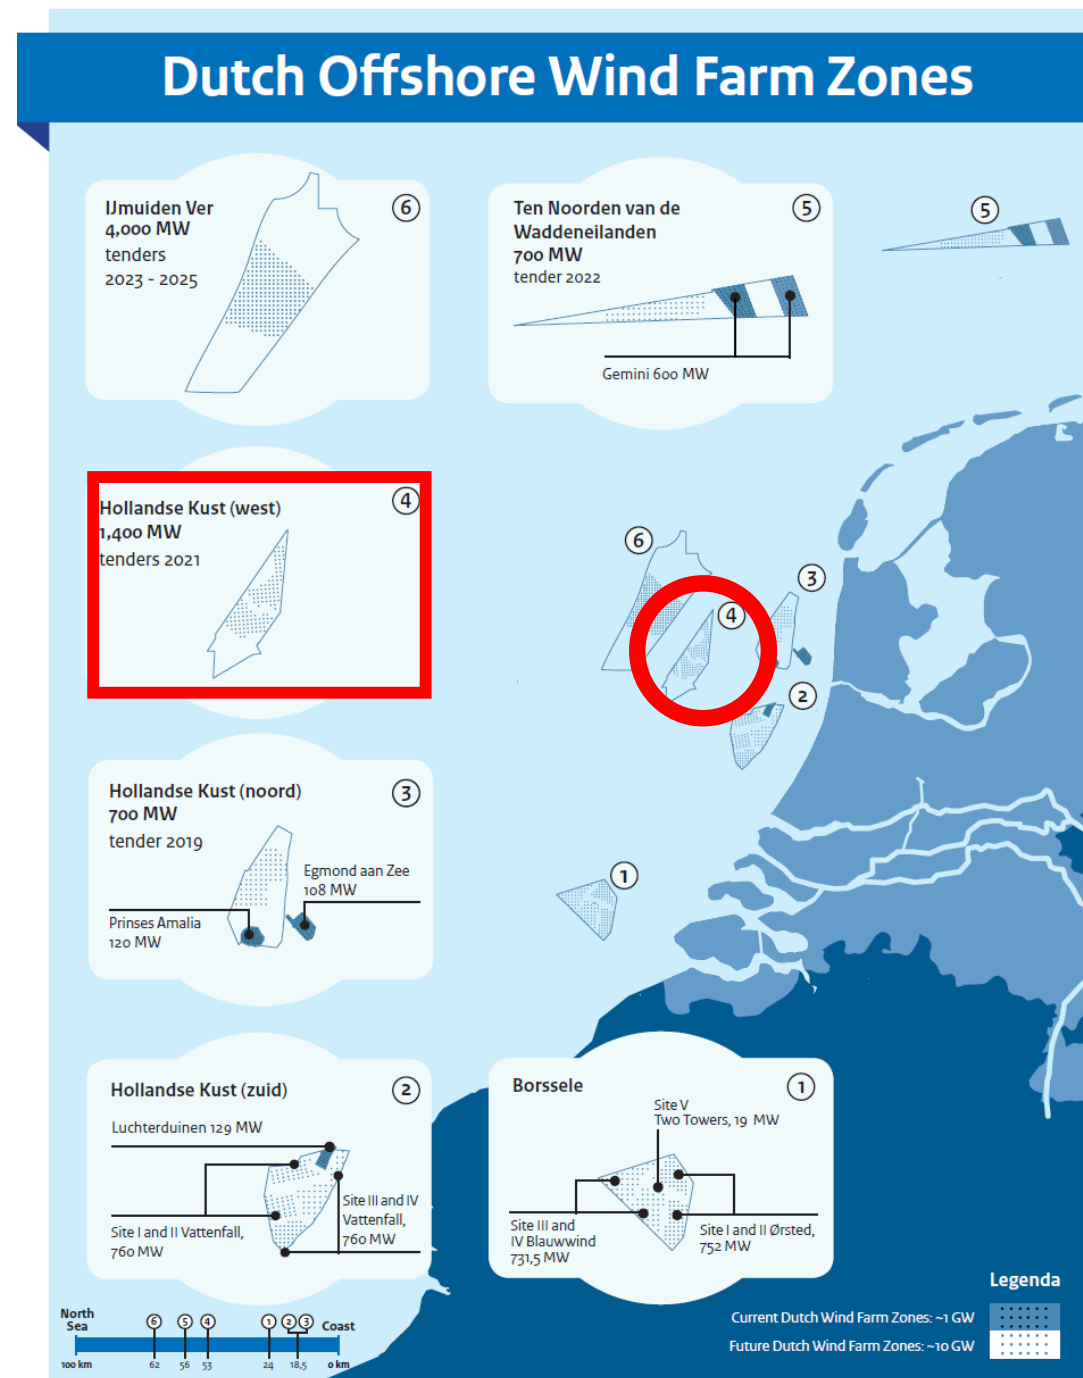 Dutch Offshore Wind Farm Zones
IJmuiden Ver
4,000 MW
tenders
2023 - 2025
6
Ten Noorden van de
Waddeneilanden
700 MW
tender 2022
5
Gemini 600 MW
5
Hollandse Kust (west)
1,400 MW
tenders 2021
4
6
3
4
2
Hollandse Kust (noord)
700 MW
tender 2019
3
Egmond aan Zee
108 MW
Prinses Amalia
120 MW
1
Hollandse Kust (zuid)
2
Luchterduinen 129 MW
Site III and IV
Vattenfall,
760 MW
Site I and II Vattenfall,
760 MW
Borssele
1
Site V
Two Towers, 19 MW
Site III and
IV Blauwwind
731,5 MW
Site I and II Ørsted,
752 MW
Legenda
Current Dutch Wind Farm Zones: ~1 GW
Future Dutch Wind Farm Zones: ~10 GW
North
Sea
6 5 4 1 2 3 Coast
100 km 62 56 53 24 18,5 0 km